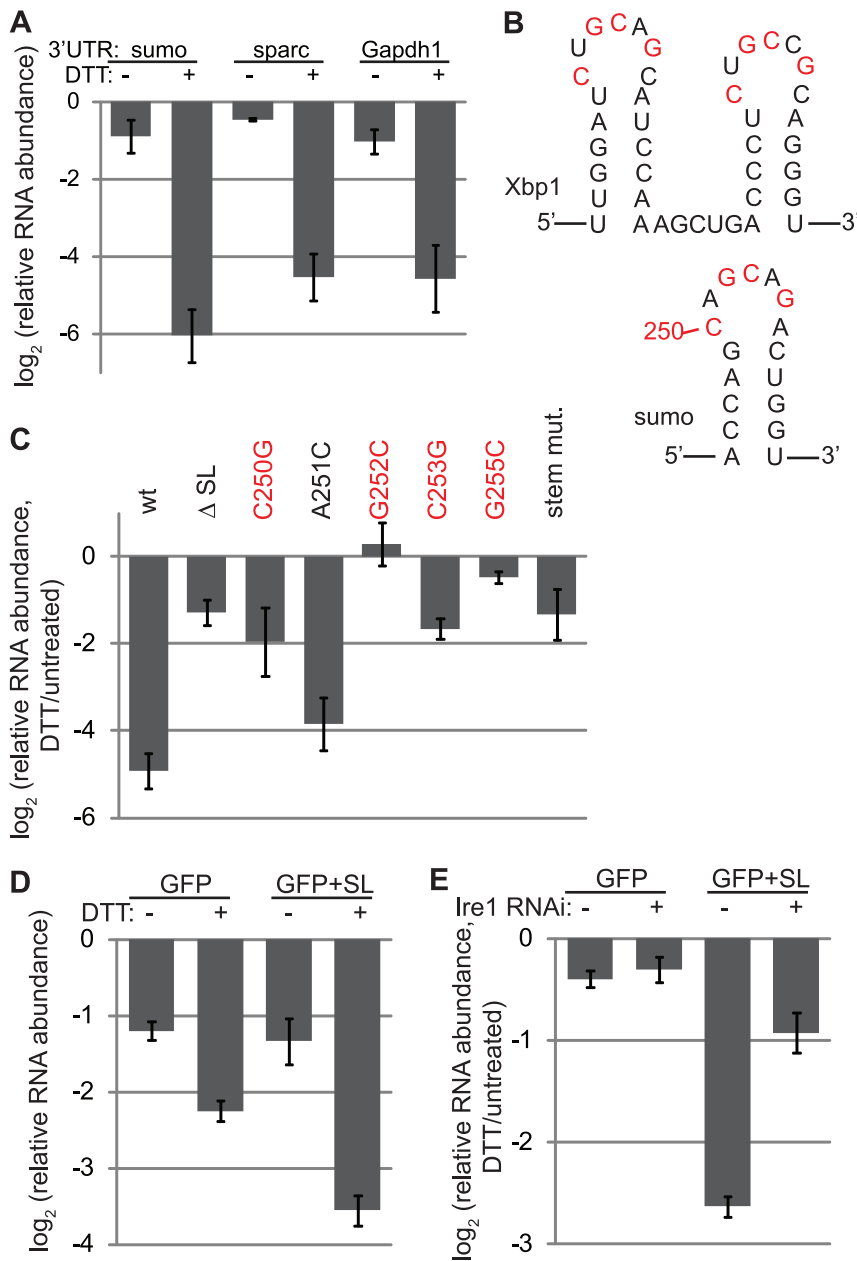 A
3'UTR: sumo sparc Gapdh1
DTT: - + - + - +
0
-2
-4
-6
log2 (relative RNA abundance)
B
U G C A G
C C
U A
A U
G C
G C
U A
5' U A AGCUGA U 3'
U G C C G
C C
U A
C G
C G
C G
Xbp1
A G C A G
250 C A
G C
A U
C G
C G
sumo
5' A U 3'
C
wt
Δ SL
C250G
A251C
G252C
C253G
G255C
stem mut.
0
-2
-4
-6
log2 (relative RNA abundance, DTT/untreated)
D
GFP GFP+SL
DTT: - + - +
0
-1
-2
-3
-4
log2 (relative RNA abundance)
E
GFP GFP+SL
Ire1 RNAi: - + - +
0
-1
-2
-3
log2 (relative RNA abundance, DTT/untreated)